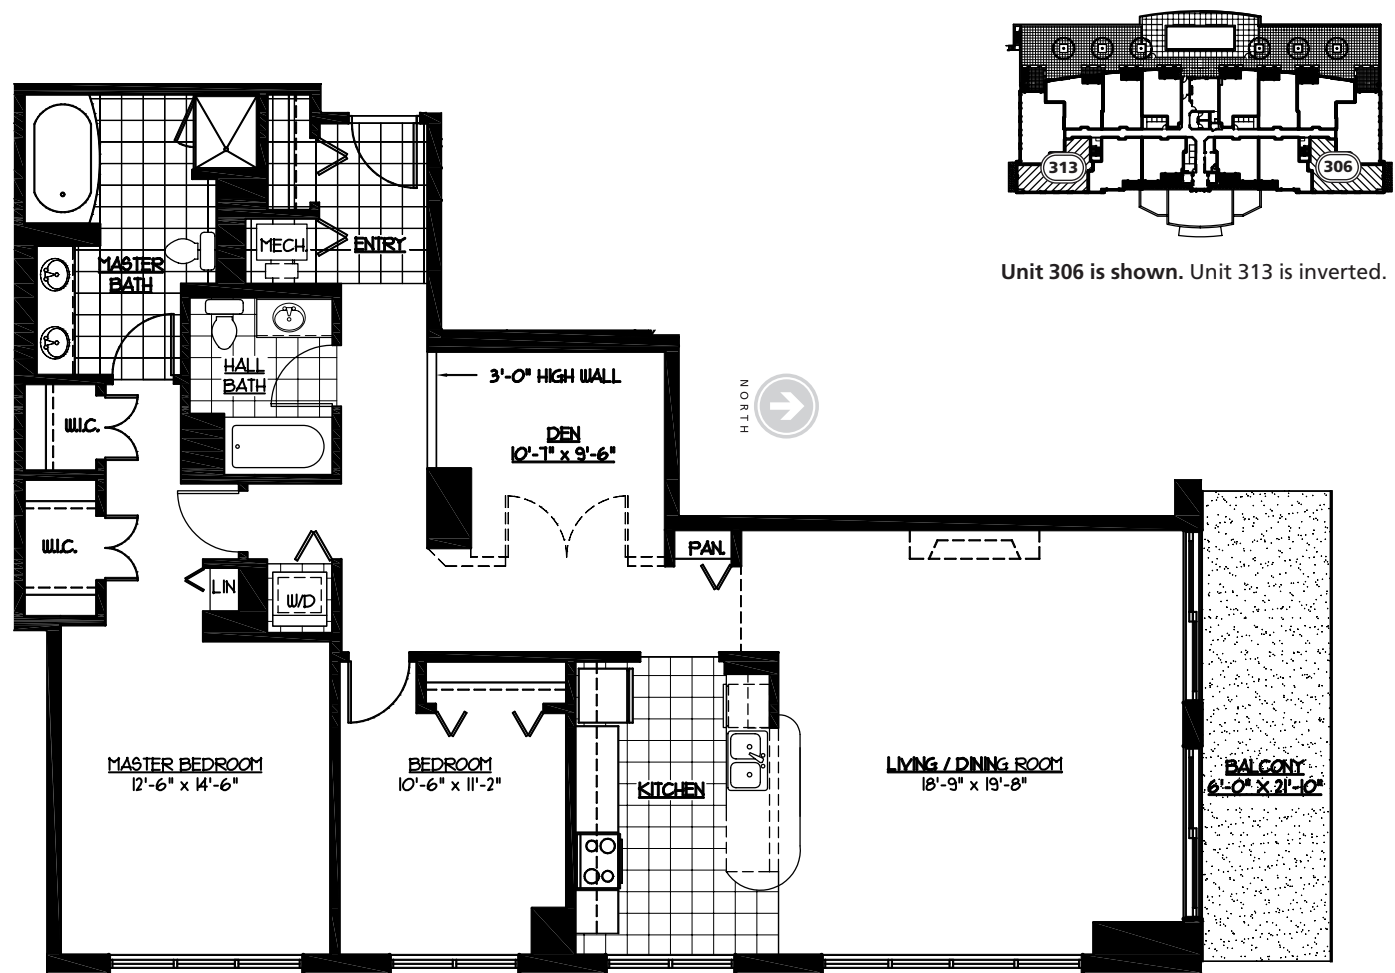 313
306
Unit 306 is shown. Unit 313 is inverted.
MECH.
ENTRY
MASTER
BATH
HALL
BATH
3'-0" HIGH WALL
NORTH
W.I.C.
DEN
10'-7" x 9'-6"
W.I.C.
PAN.
LIN
W/D
MASTER BEDROOM
12'-6" x 14'-6"
BEDROOM
10'-6" x 11'-2"
KITCHEN
LIVING / DINING ROOM
18'-9" x 19'-8"
BALCONY
6'-0" X 21'-10"